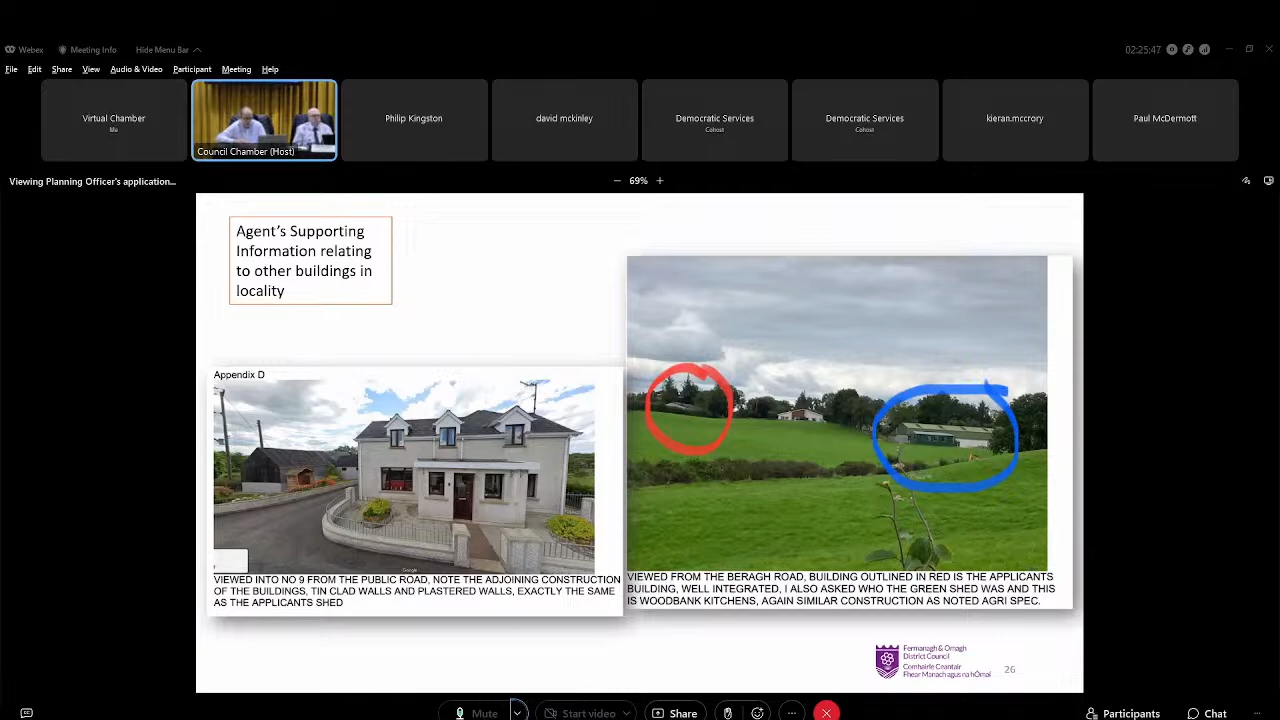 Webex Meeting Info Hide Menu Bar 02:25:47
File Edit Share View Audio & Video Participant Meeting Help
Virtual Chamber
Me
Council Chamber (Host)
Philip Kingston
david mckinley
Democratic Services
Cohost
Democratic Services
Cohost
kieran.mccrory
Paul McDermott
Viewing Planning Officer's application...
69%
Agent's Supporting
Information relating
to other buildings in
locality
Appendix D
Google
VIEWED INTO NO 9 FROM THE PUBLIC ROAD, NOTE THE ADJOINING CONSTRUCTION
OF THE BUILDINGS, TIN CLAD WALLS AND PLASTERED WALLS, EXACTLY THE SAME
AS THE APPLICANTS SHED
VIEWED FROM THE BERAGH ROAD, BUILDING OUTLINED IN RED IS THE APPLICANTS
BUILDING, WELL INTEGRATED, I ALSO ASKED WHO THE GREEN SHED WAS AND THIS
IS WOODBANK KITCHENS, AGAIN SIMILAR CONSTRUCTION AS NOTED AGRI SPEC.
Fermanagh & Omagh
District Council
Comhairle Ceantair
Fhear Manach agus na hÓmaí
26
Mute Start video Share Participants Chat